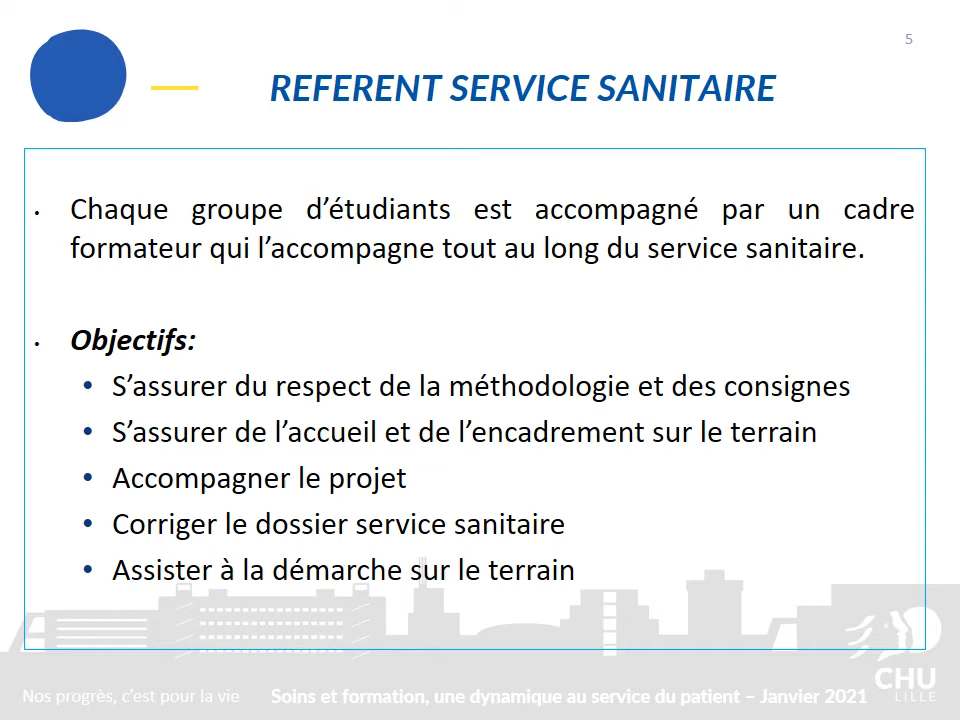 5
REFERENT SERVICE SANITAIRE
• Chaque groupe d’étudiants est accompagné par un cadre
formateur qui l’accompagne tout au long du service sanitaire.
• Objectifs:
• S’assurer du respect de la méthodologie et des consignes
• S’assurer de l’accueil et de l’encadrement sur le terrain
• Accompagner le projet
• Corriger le dossier service sanitaire
• Assister à la démarche sur le terrain
Nos progrès, c’est pour la vie
Soins et formation, une dynamique au service du patient – Janvier 2021
CHU
LILLE